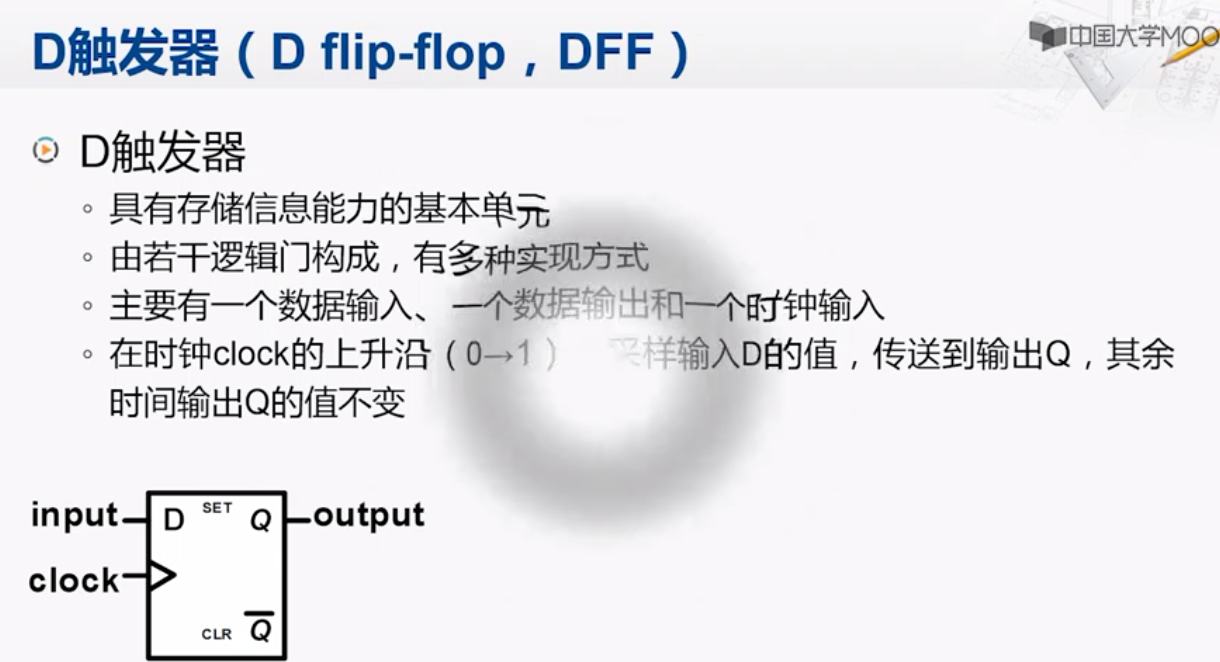 D触发器（D flip-flop，DFF）
中国大学MOO
D触发器
具有存储信息能力的基本单元
由若干逻辑门构成，有多种实现方式
主要有一个数据输入、一个数据输出和一个时钟输入
在时钟clock的上升沿（0→1） 采样输入D的值，传送到输出Q，其余
时间输出Q的值不变
input D SET Q output
clock
CLR Q̅